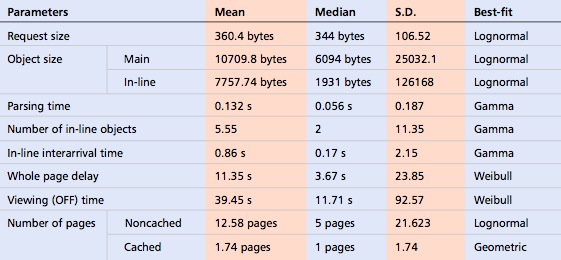 Parameters Mean Median S.D. Best-fit
Request size 360.4 bytes 344 bytes 106.52 Lognormal
Object size Main 10709.8 bytes 6094 bytes 25032.1 Lognormal
In-line 7757.74 bytes 1931 bytes 126168 Lognormal
Parsing time 0.132 s 0.056 s 0.187 Gamma
Number of in-line objects 5.55 2 11.35 Gamma
In-line interarrival time 0.86 s 0.17 s 2.15 Gamma
Whole page delay 11.35 s 3.67 s 23.85 Weibull
Viewing (OFF) time 39.45 s 11.71 s 92.57 Weibull
Number of pages Noncached 12.58 pages 5 pages 21.623 Lognormal
Cached 1.74 pages 1 pages 1.74 Geometric